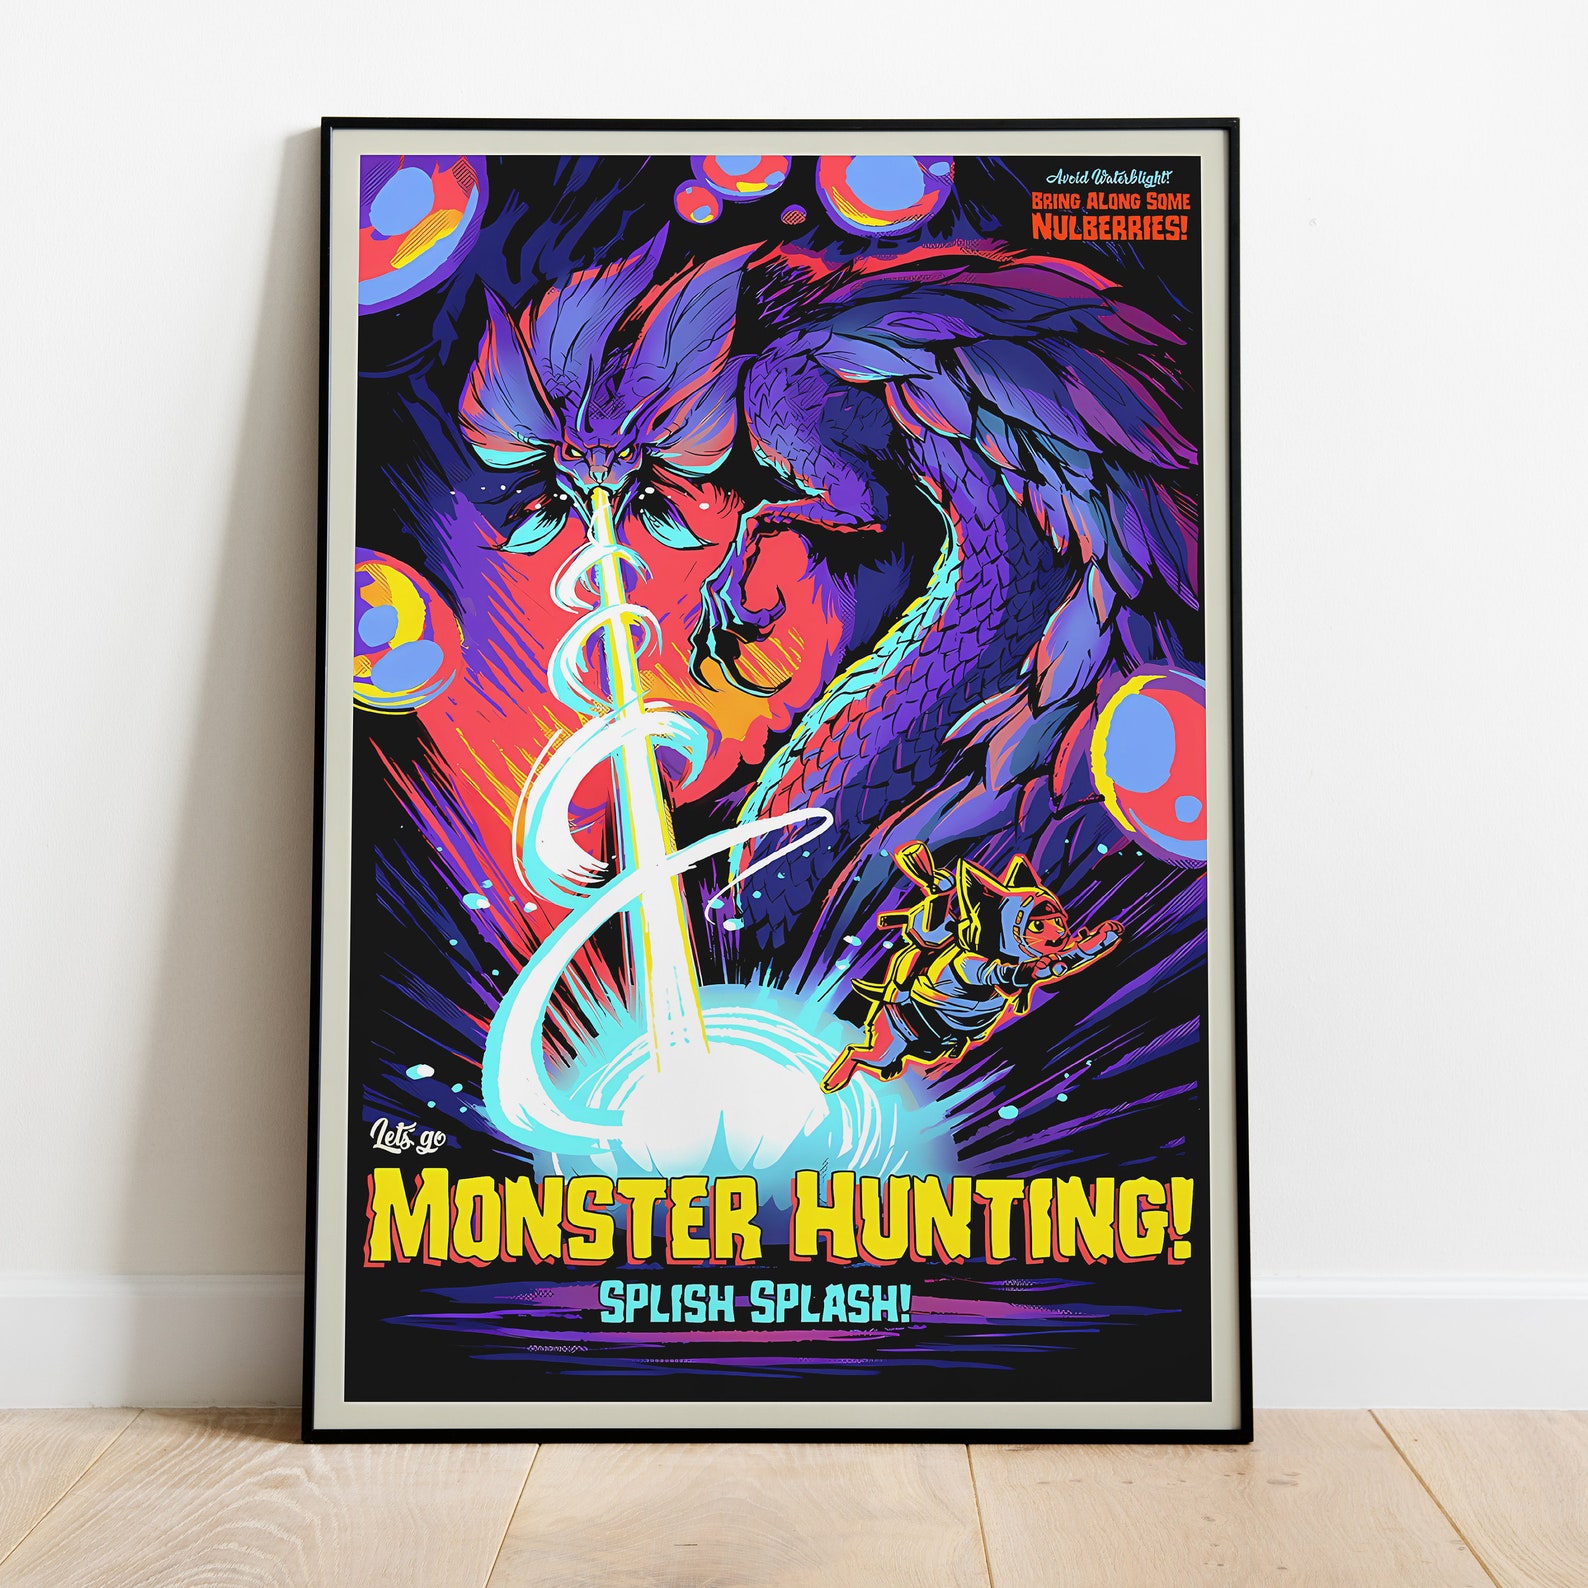 Avoid Waterblight!
BRING ALONG SOME
NULBERRIES!
Lets go
MONSTER HUNTING!
SPLISH SPLASH!